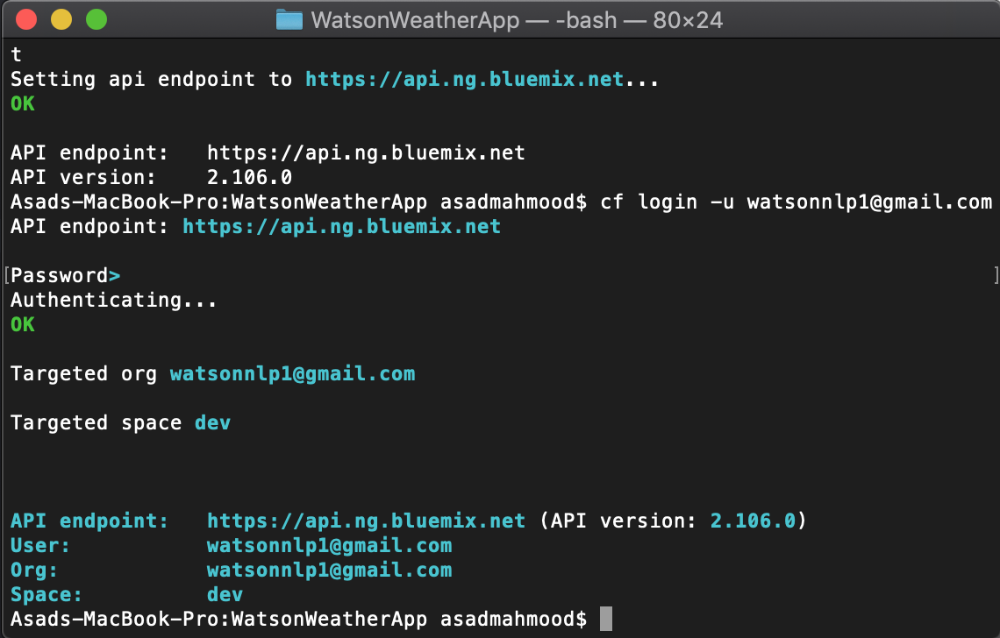 WatsonWeatherApp — -bash — 80×24
t
Setting api endpoint to https://api.ng.bluemix.net...
OK
API endpoint:   https://api.ng.bluemix.net
API version:    2.106.0
Asads-MacBook-Pro:WatsonWeatherApp asadmahmood$ cf login -u watsonnlp1@gmail.com
API endpoint: https://api.ng.bluemix.net
[Password>]
Authenticating...
OK
Targeted org watsonnlp1@gmail.com
Targeted space dev
API endpoint:   https://api.ng.bluemix.net (API version: 2.106.0)
User:           watsonnlp1@gmail.com
Org:            watsonnlp1@gmail.com
Space:          dev
Asads-MacBook-Pro:WatsonWeatherApp asadmahmood$